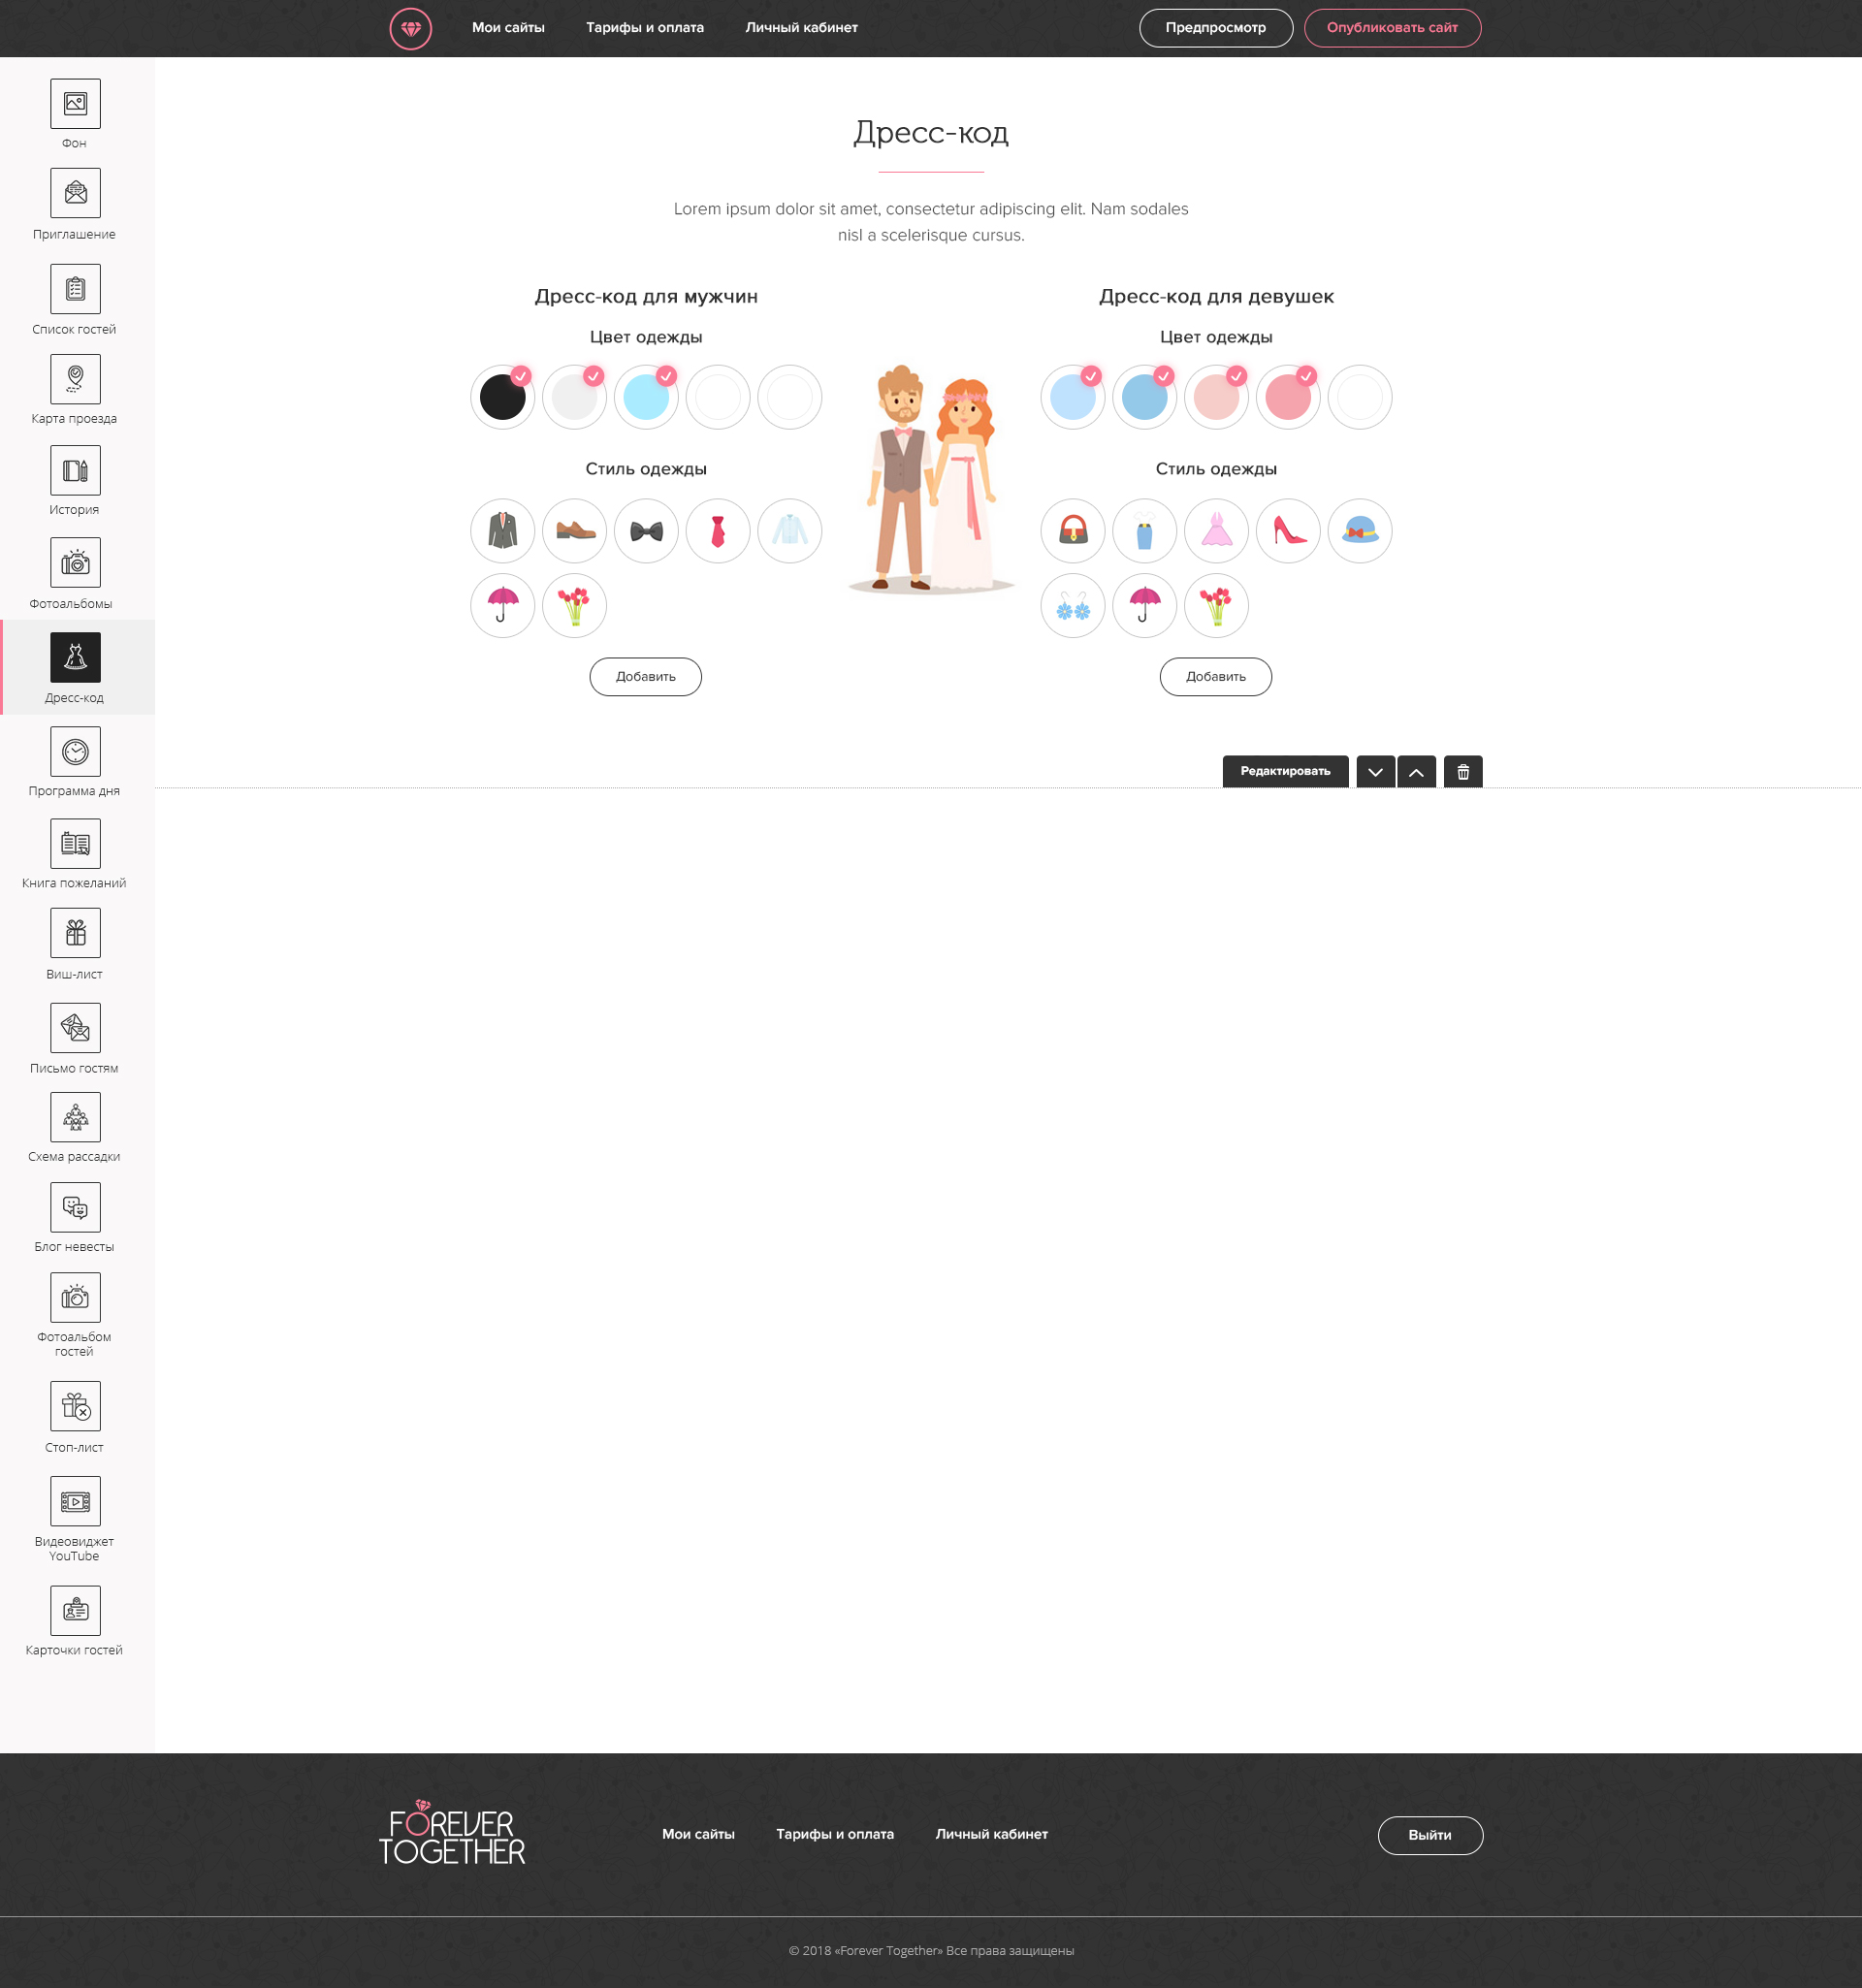 Мои сайты
Тарифы и оплата
Личный кабинет
Предпросмотр
Опубликовать сайт
Фон
Приглашение
Список гостей
Карта проезда
История
Фотоальбомы
Дресс-код
Программа дня
Книга пожеланий
Виш-лист
Письмо гостям
Схема рассадки
Блог невесты
Фотоальбом
гостей
Стоп-лист
Видеовиджет
YouTube
Карточки гостей
Дресс-код
Lorem ipsum dolor sit amet, consectetur adipiscing elit. Nam sodales
nisl a scelerisque cursus.
Дресс-код для мужчин
Цвет одежды
Стиль одежды
Добавить
Дресс-код для девушек
Цвет одежды
Стиль одежды
Добавить
Редактировать
FOREVER
TOGETHER
Мои сайты
Тарифы и оплата
Личный кабинет
Выйти
© 2018 «Forever Together» Все права защищены